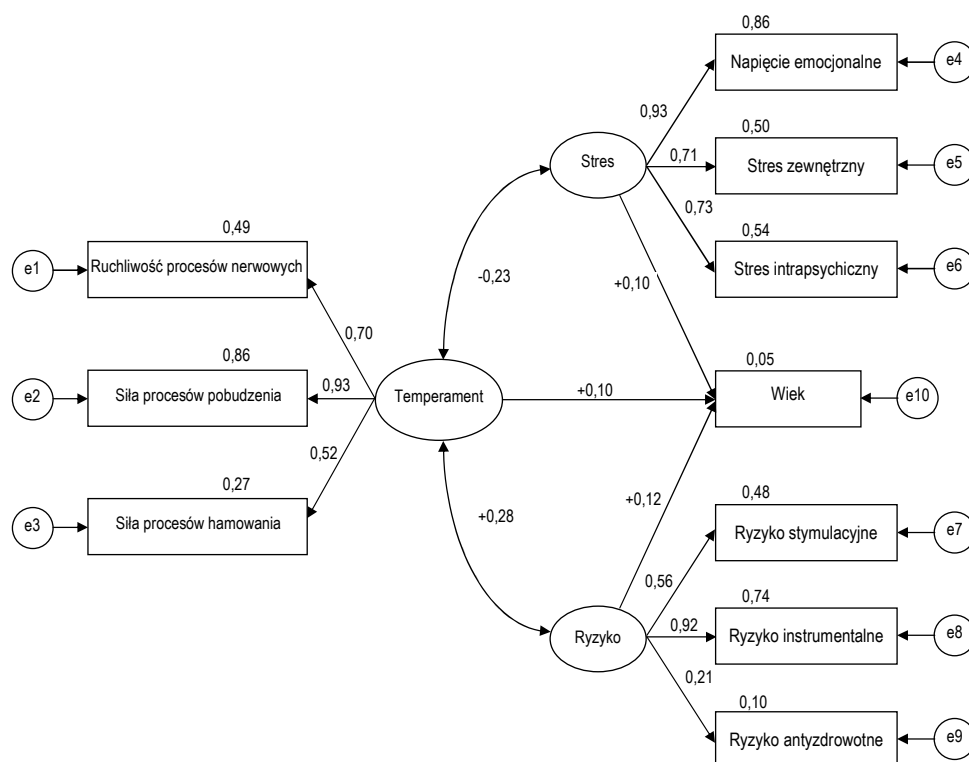 0,86
Napięcie emocjonalne
e4
0,93
0,50
Stres
0,71
Stres zewnętrzny
e5
0,73
0,54
Stres intrapsychiczny
e6
0,49
e1
Ruchliwość procesów nerwowych
-0,23
+0,10
0,70
0,86
0,05
e2
Siła procesów pobudzenia
0,93
Temperament
+0,10
Wiek
e10
0,52
0,27
+0,12
e3
Siła procesów hamowania
+0,28
0,48
Ryzyko stymulacyjne
e7
0,56
0,74
Ryzyko
0,92
Ryzyko instrumentalne
e8
0,21
0,10
Ryzyko antyzdrowotne
e9